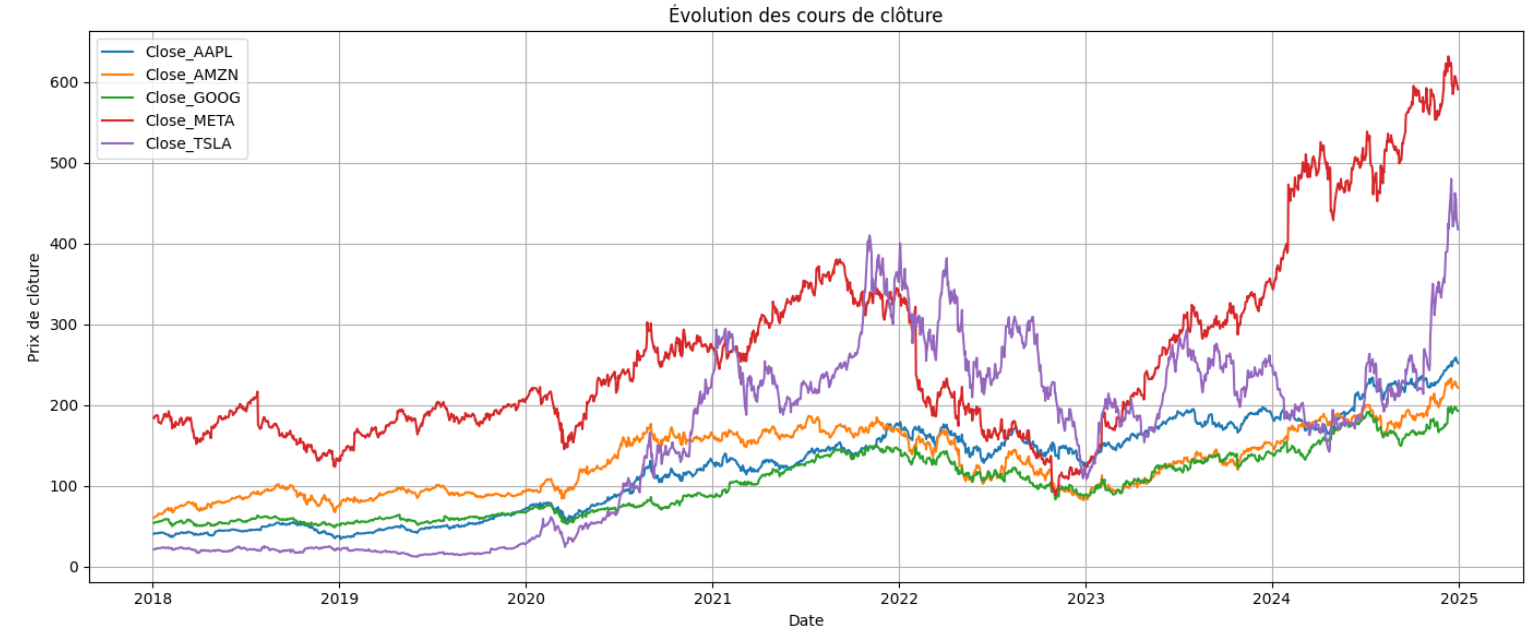 Évolution des cours de clôture
Close_AAPL
Close_AMZN
Close_GOOG
Close_META
Close_TSLA
600
500
400
300
200
100
0
Prix de clôture
2018 2019 2020 2021 2022 2023 2024 2025
Date